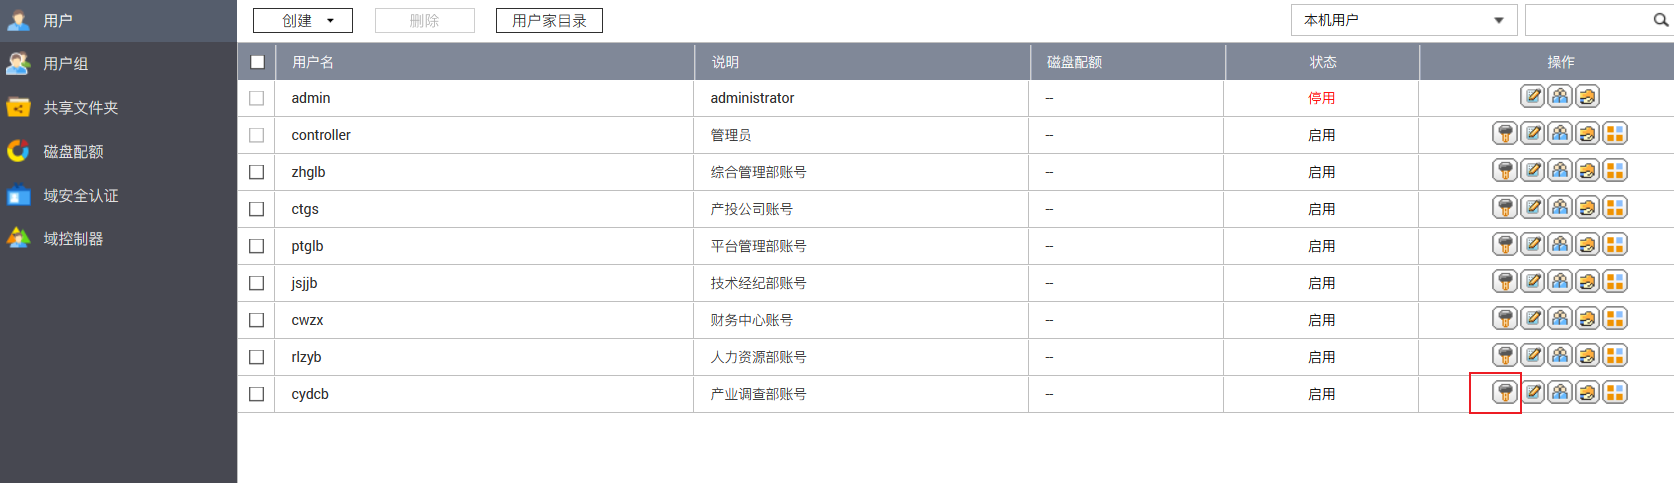 用户
用户组
共享文件夹
磁盘配额
域安全认证
域控制器
创建 删除 用户家目录 本机用户
用户名 说明 磁盘配额 状态 操作
admin administrator -- 停用
controller 管理员 -- 启用
zhglb 综合管理部账号 -- 启用
ctgs 产投公司账号 -- 启用
ptglb 平台管理部账号 -- 启用
jsjjb 技术经纪部账号 -- 启用
cwzx 财务中心账号 -- 启用
rlzyb 人力资源部账号 -- 启用
cydcb 产业调查部账号 -- 启用